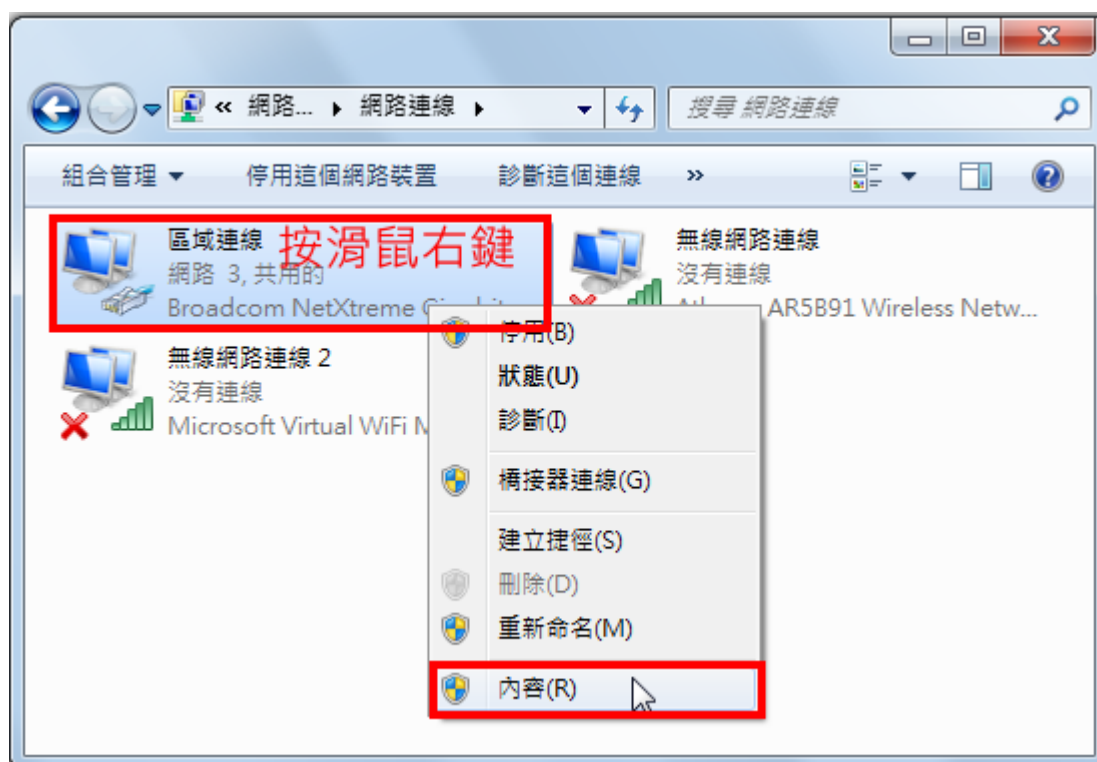 « 網路... ▸ 網路連線 ▸
搜尋 網路連線
組合管理 停用這個網路裝置 診斷這個連線 »
區域連線
按滑鼠右鍵
網路 3, 共用的
Broadcom NetXtreme
無線網路連線
沒有連線
AR5B91 Wireless Netw...
無線網路連線 2
沒有連線
Microsoft Virtual WiFi
停用(B)
狀態(U)
診斷(I)
橋接器連線(G)
建立捷徑(S)
刪除(D)
重新命名(M)
內容(R)